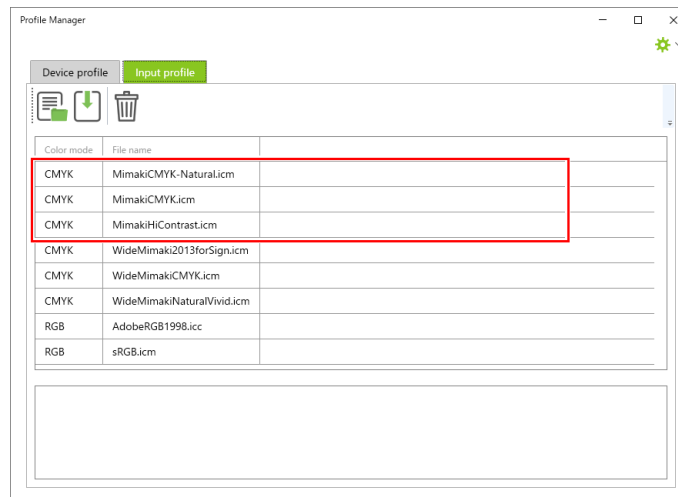 Profile Manager
Device profile Input profile
Color mode File name
CMYK MimakiCMYK-Natural.icm
CMYK MimakiCMYK.icm
CMYK MimakiHiContrast.icm
CMYK WideMimaki2013forSign.icm
CMYK WideMimakiCMYK.icm
CMYK WideMimakiNaturalVivid.icm
RGB AdobeRGB1998.icc
RGB sRGB.icm